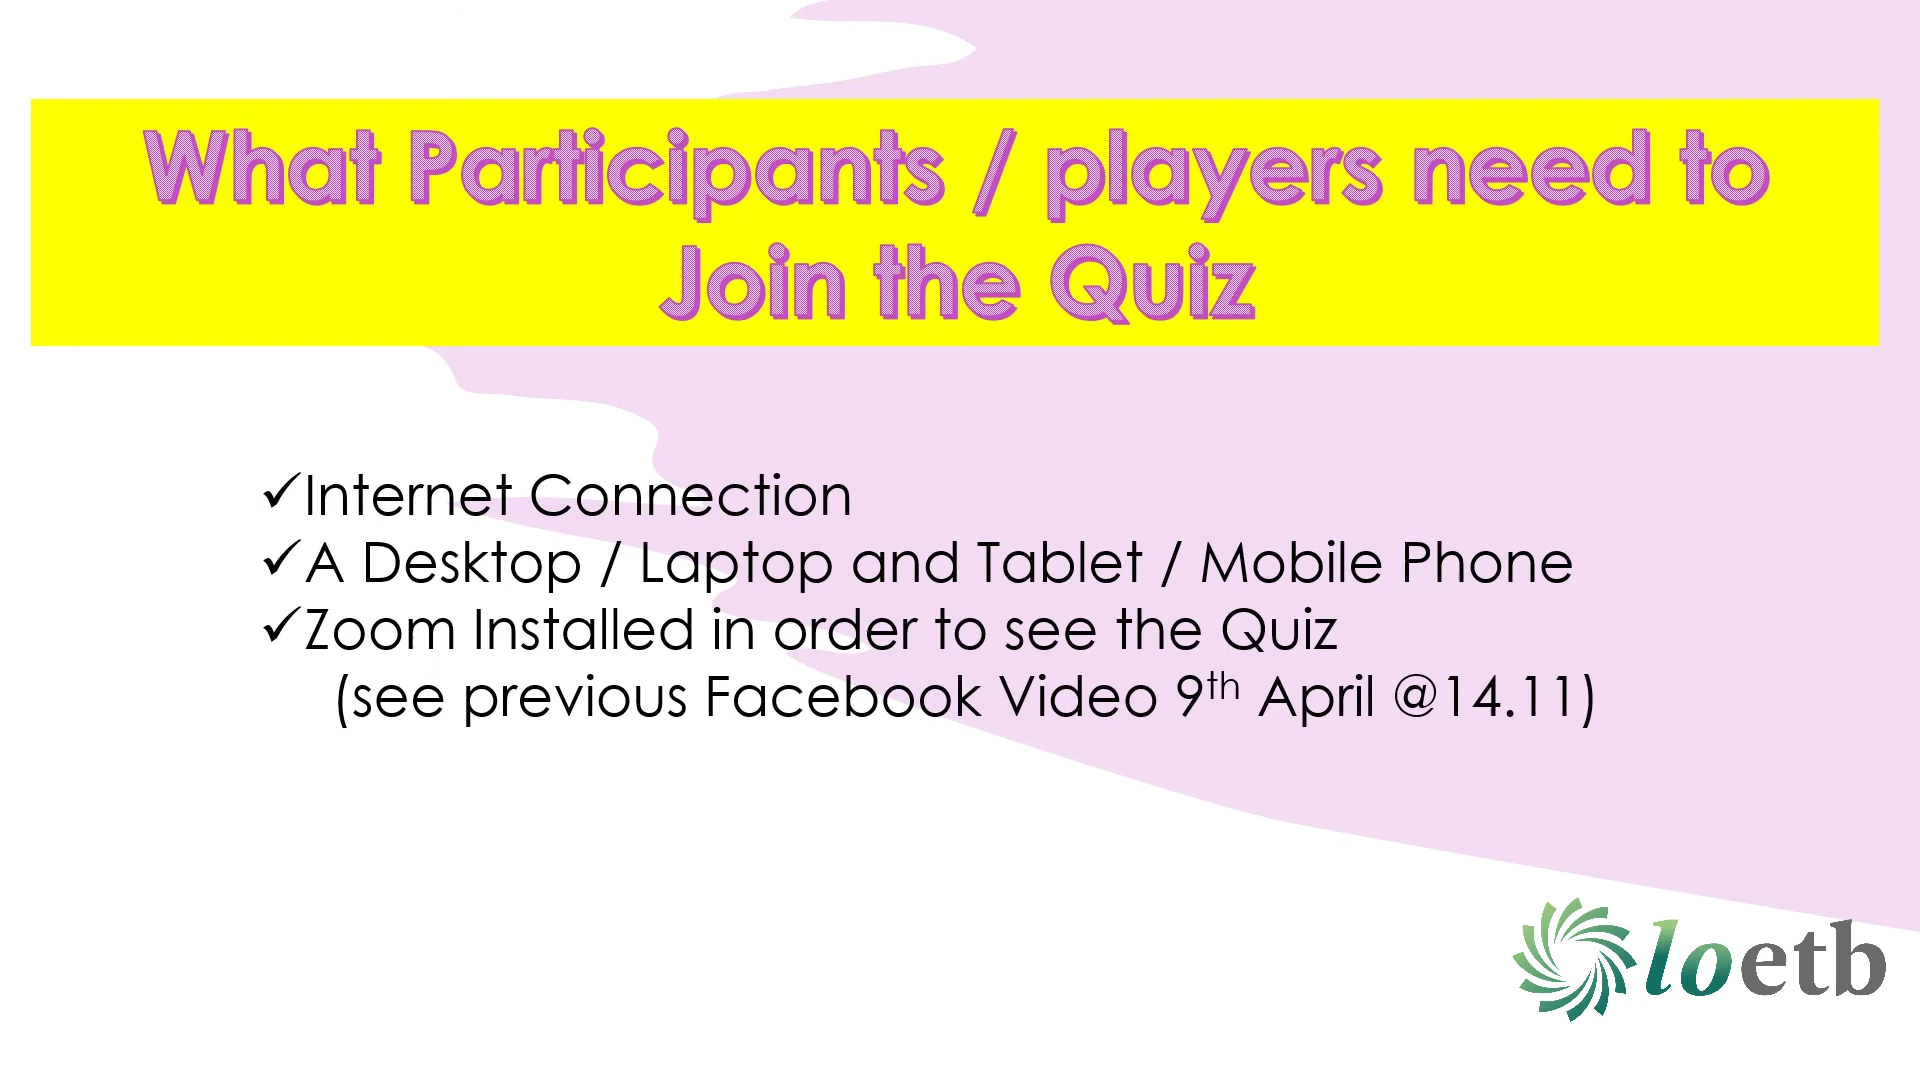 What Participants / players need to
Join the Quiz
✓Internet Connection
✓A Desktop / Laptop and Tablet / Mobile Phone
✓Zoom Installed in order to see the Quiz
(see previous Facebook Video 9th April @14.11)
loetb